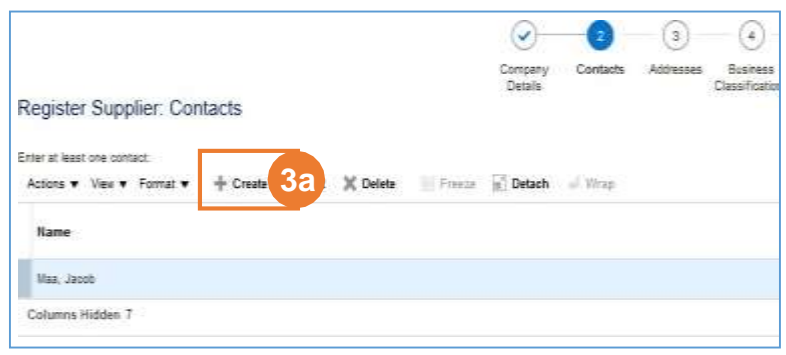 2 3 4
Company Details Contacts Addresses Business Classification
Register Supplier: Contacts
Enter at least one contact.
Actions ▼ View ▼ Format ▼ Create 3a Delete Freeze Detach Wrap
Name
Maa, Jacob
Columns Hidden 7